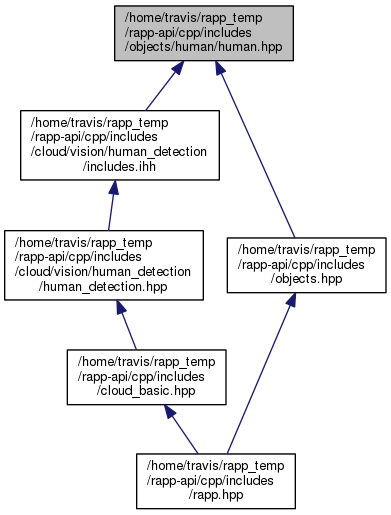 /home/travis/rapp_temp
/rapp-api/cpp/includes
/objects/human/human.hpp
/home/travis/rapp_temp
/rapp-api/cpp/includes
/cloud/vision/human_detection
/includes.ihh
/home/travis/rapp_temp
/rapp-api/cpp/includes
/cloud/vision/human_detection
/human_detection.hpp
/home/travis/rapp_temp
/rapp-api/cpp/includes
/objects.hpp
/home/travis/rapp_temp
/rapp-api/cpp/includes
/cloud_basic.hpp
/home/travis/rapp_temp
/rapp-api/cpp/includes
/rapp.hpp